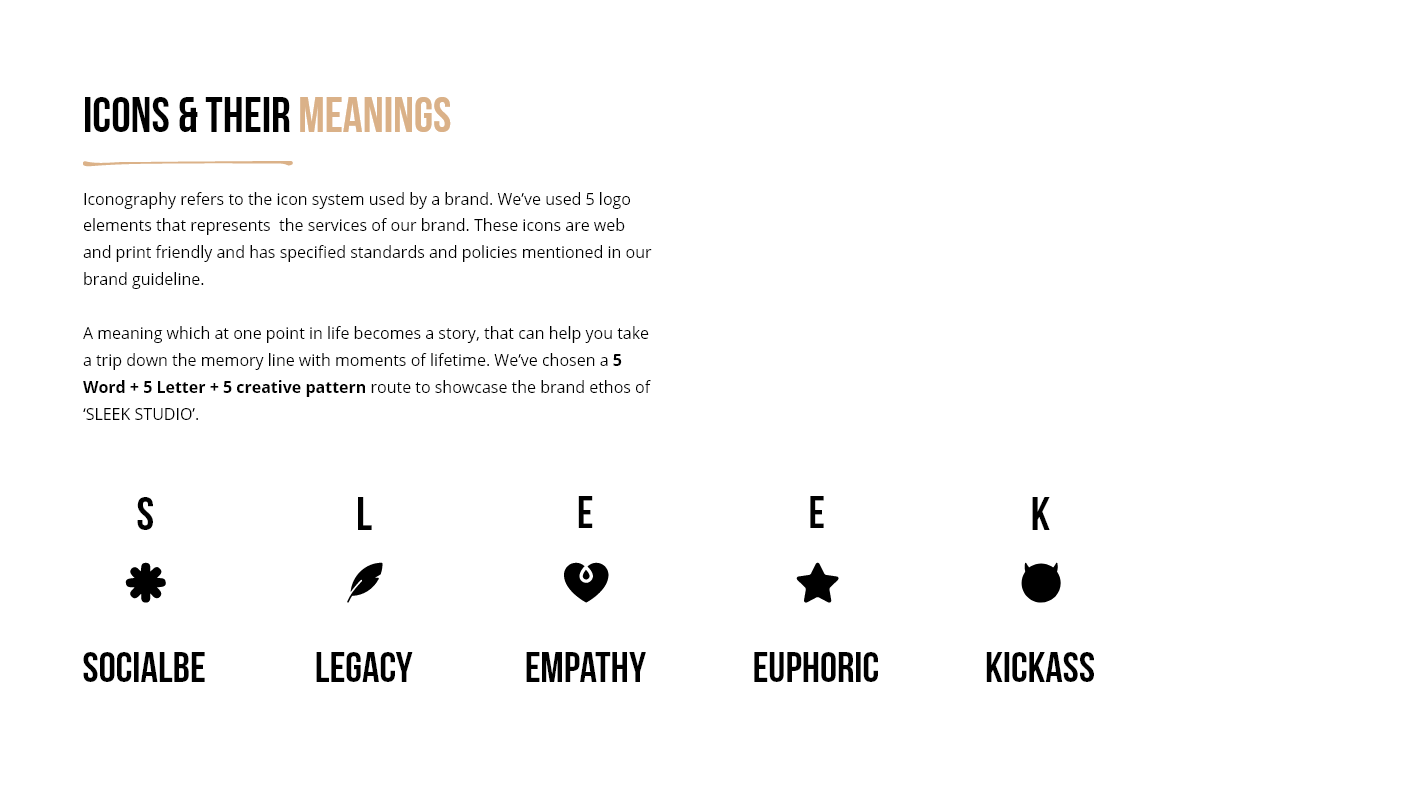 ICONS & THEIR MEANINGS
Iconography refers to the icon system used by a brand. We’ve used 5 logo
elements that represents  the services of our brand. These icons are web
and print friendly and has specified standards and policies mentioned in our
brand guideline.
A meaning which at one point in life becomes a story, that can help you take
a trip down the memory line with moments of lifetime. We’ve chosen a 5
Word + 5 Letter + 5 creative pattern route to showcase the brand ethos of
‘SLEEK STUDIO’.
S L E E K
SOCIALBE LEGACY EMPATHY EUPHORIC KICKASS